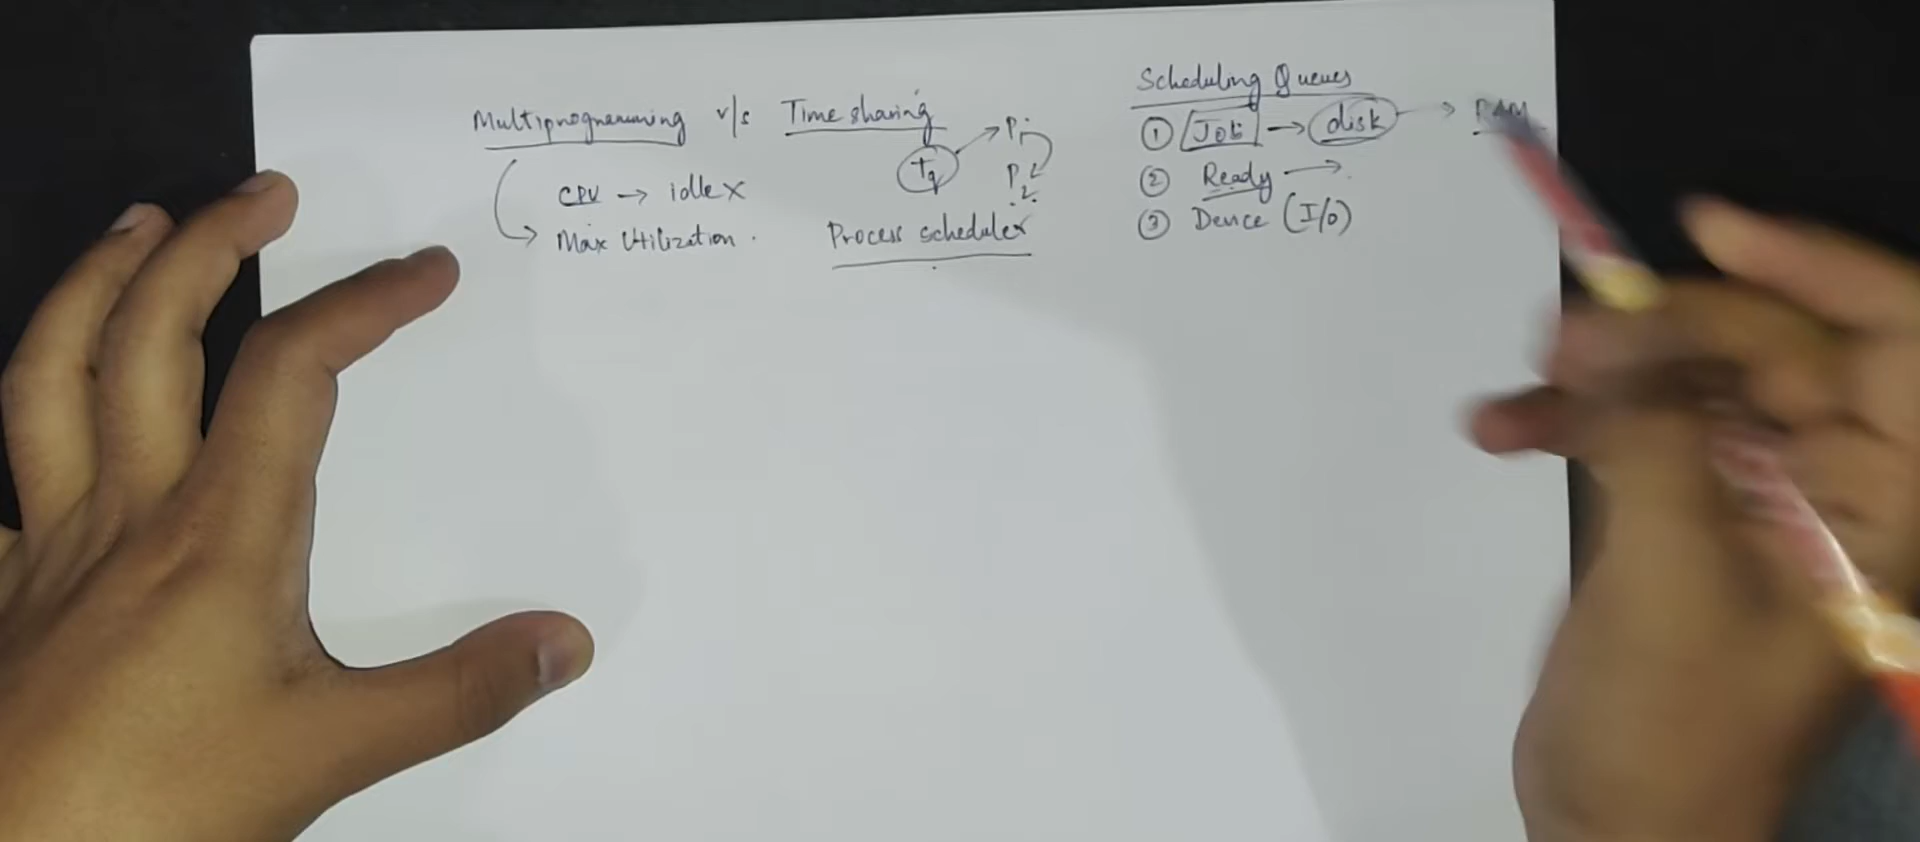 Multiprogramming v/s Time sharing
CPU → idle x
Max Utilization.
Tq → P1
P2
Process scheduler
Scheduling Queues
① Job → disk → RAM
② Ready →
③ Device (I/O)